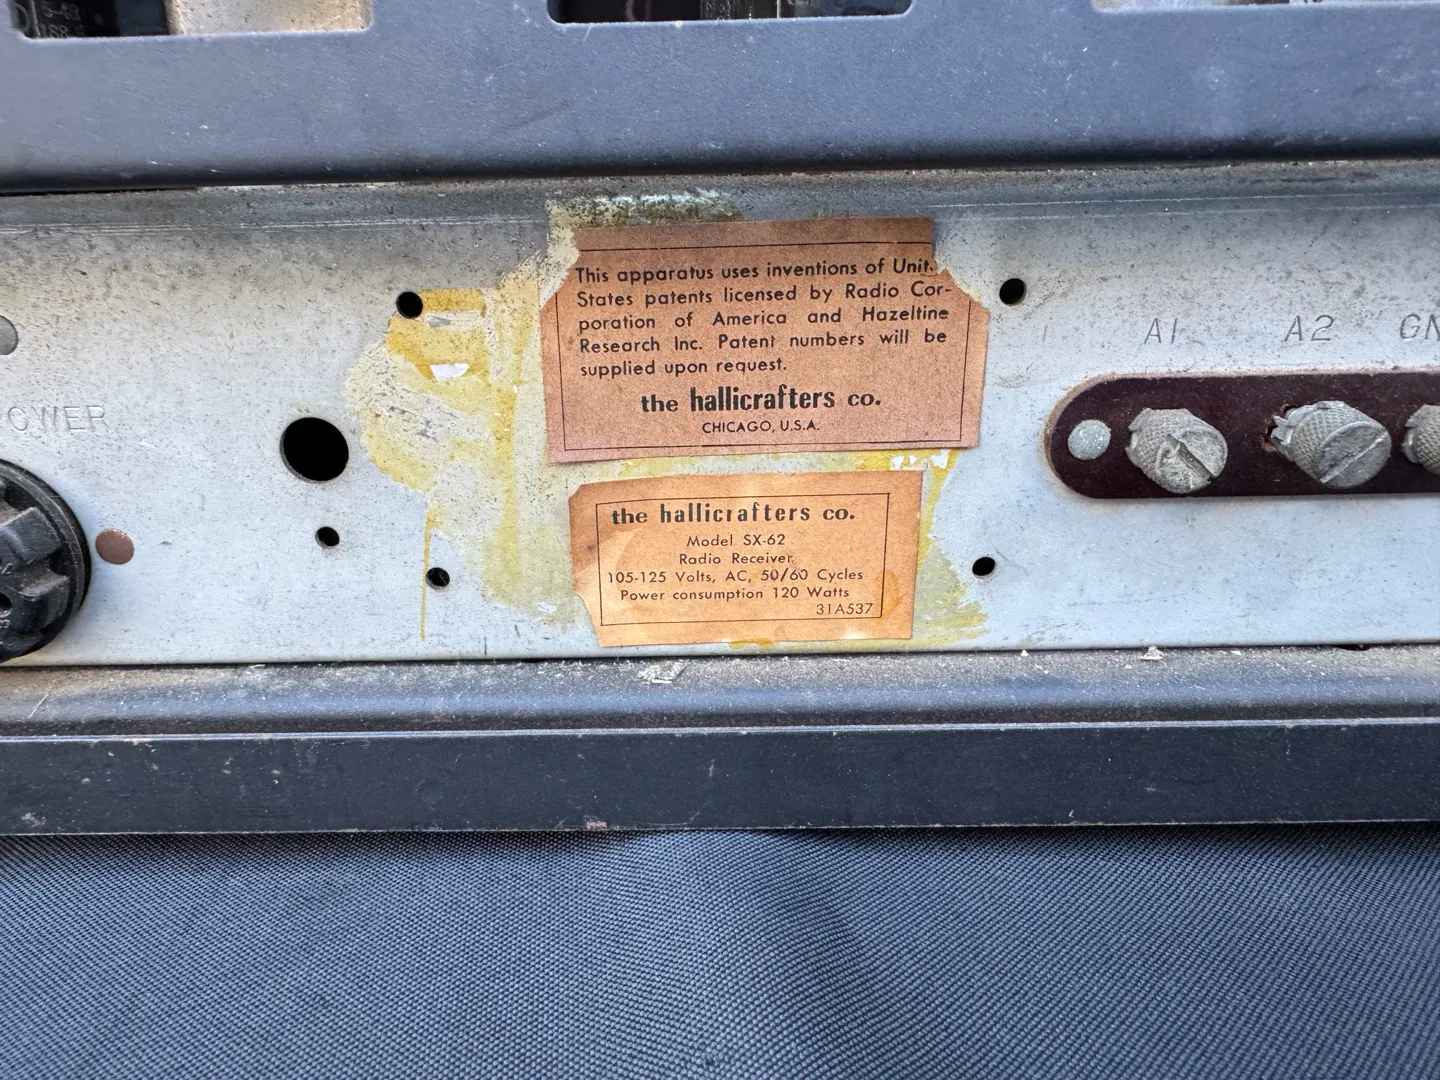 This apparatus uses inventions of Unit
States patents licensed by Radio Cor-
poration of America and Hazeltine
Research Inc. Patent numbers will be
supplied upon request.
the hallicrafters co.
CHICAGO, U.S.A.
A1 A2 GN
OWER
the hallicrafters co.
Model SX-62
Radio Receiver
105-125 Volts, AC, 50/60 Cycles
Power consumption 120 Watts
31A537